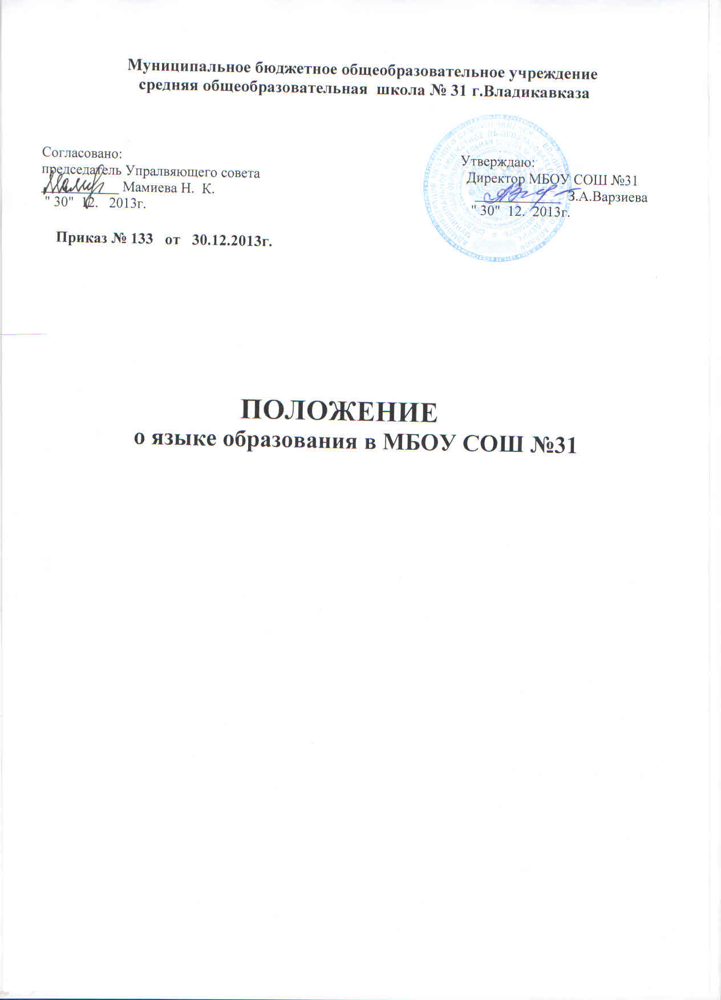 Муниципальное бюджетное общеобразовательное учреждение
средняя общеобразовательная школа № 31 г.Владикавказа
Согласовано:
председатель Упралвяющего совета
Мамиева Н. К.
" 30" 12. 2013г.
Приказ № 133 от 30.12.2013г.
Утверждаю:
Директор МБОУ СОШ №31
З.А.Варзиева
" 30" 12. 2013г.
ПОЛОЖЕНИЕ
о языке образования в МБОУ СОШ №31